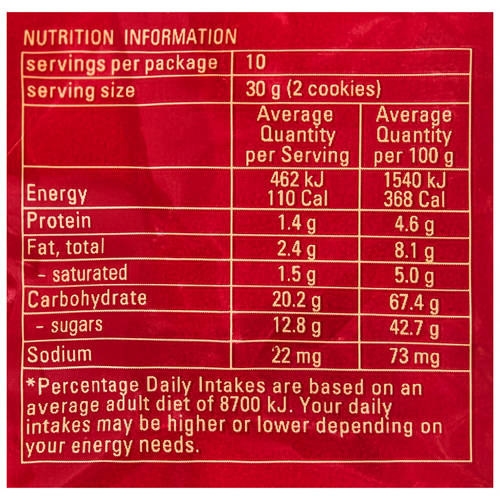 NUTRITION INFORMATION
servings per package 10
serving size 30 g (2 cookies)
Average Average
Quantity Quantity
per Serving per 100 g
462 kJ 1540 kJ
Energy 110 Cal 368 Cal
Protein 1.4 g 4.6 g
Fat, total 2.4 g 8.1 g
- saturated 1.5 g 5.0 g
Carbohydrate 20.2 g 67.4 g
- sugars 12.8 g 42.7 g
Sodium 22 mg 73 mg
*Percentage Daily Intakes are based on an
average adult diet of 8700 kJ. Your daily
intakes may be higher or lower depending on
your energy needs.